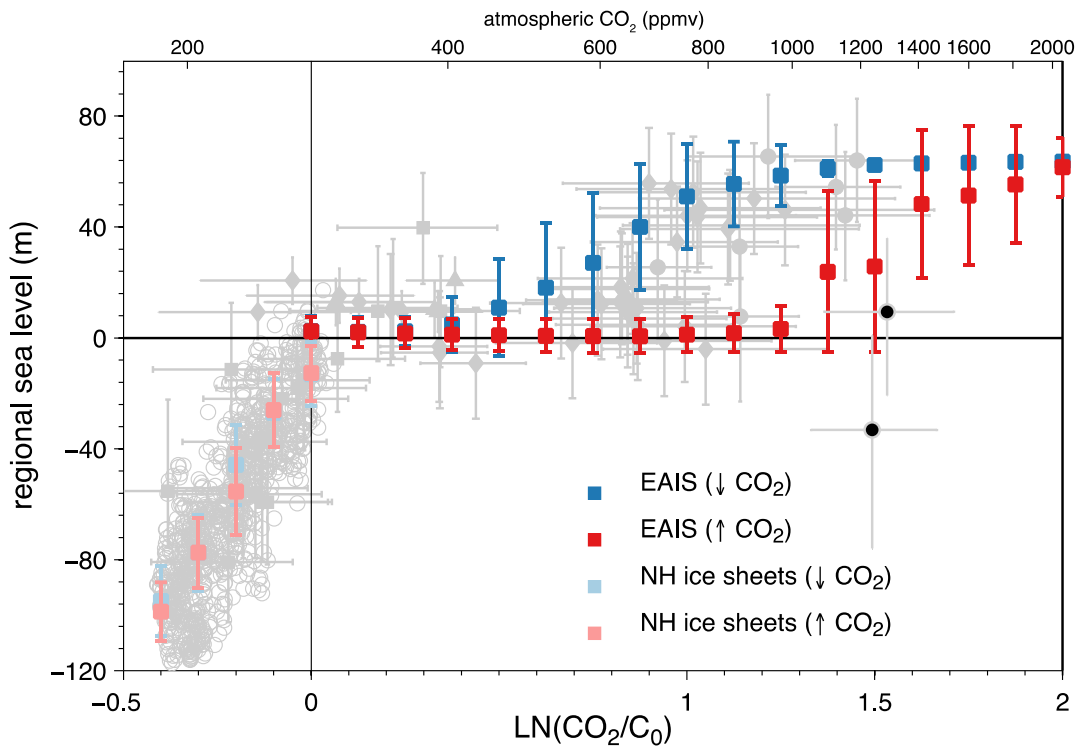 atmospheric CO₂ (ppmv)
200 400 600 800 1000 1200 1400 1600 2000
80
40
0
−40
−80
−120
regional sea level (m)
EAIS (↓ CO₂)
EAIS (↑ CO₂)
NH ice sheets (↓ CO₂)
NH ice sheets (↑ CO₂)
−0.5 0 0.5 1 1.5 2
LN(CO₂/C₀)